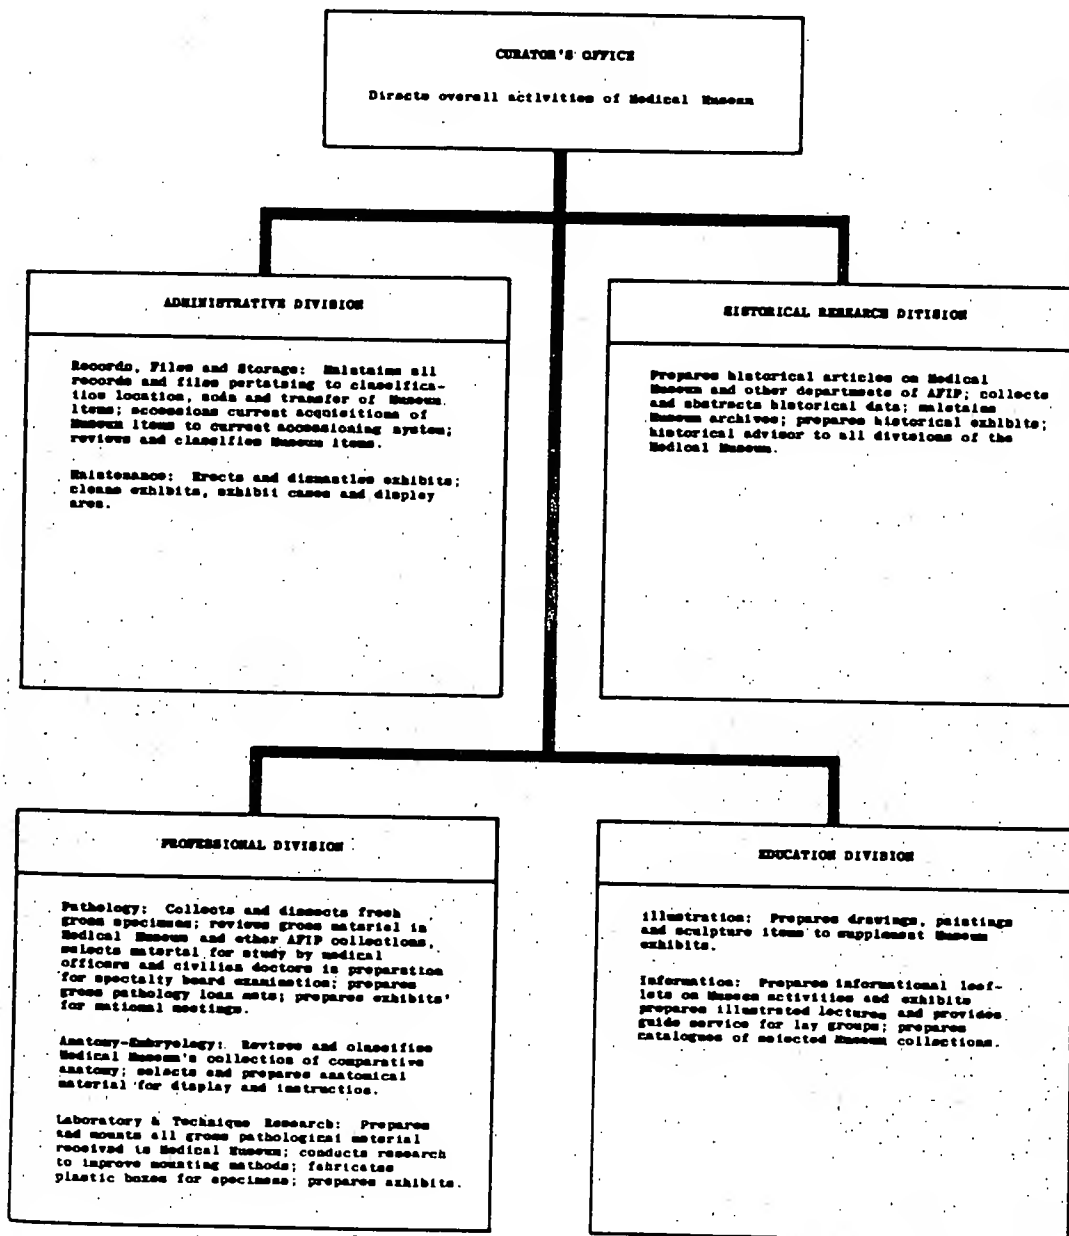 CURATOR'S OFFICE
Directs overall activities of Medical Museum
ADMINISTRATIVE DIVISION
Records, Files and Storage: Maintains all
records and files pertaining to classifica-
tion location, and transfer of Museum
items; accessions current acquisitions of
Museum items to current accessioning system;
reviews and classifies Museum items.
Maintenance: Erects and dismantles exhibits;
cleans exhibits, exhibit cases and display
area.
HISTORICAL RESEARCH DIVISION
Prepares historical articles on Medical
Museum and other departments of AFIP; collects
and abstracts historical data; maintains
Museum archives; prepares historical exhibits;
historical advisor to all divisions of the
Medical Museum.
PROFESSIONAL DIVISION
Pathology: Collects and dissects fresh
gross specimens; reviews gross material in
Medical Museum and other AFIP collections,
selects material for study by medical
officers and civilian doctors in preparation
for specialty board examination; prepares
gross pathology loan sets; prepares exhibits
for national meetings.
Anatomy-Embryology: Revises and classifies
Medical Museum's collection of comparative
anatomy; selects and prepares anatomical
material for display and instruction.
Laboratory & Technique Research: Prepares
and mounts all gross pathological material
received in Medical Museum; conducts research
to improve mounting methods; fabricates
plastic boxes for specimens; prepares exhibits.
EDUCATION DIVISION
Illustration: Prepares drawings, paintings
and sculpture items to supplement Museum
exhibits.
Information: Prepares informational leaf-
lets on Museum activities and exhibits
prepares illustrated lectures and provides
guide service for lay groups; prepares
catalogues of selected Museum collections.